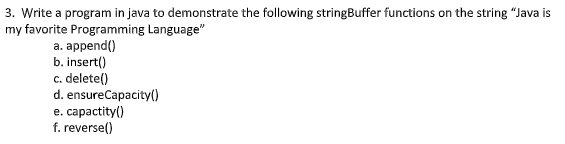 3. Write a program in java to demonstrate the following stringBuffer functions on the string “Java is
my favorite Programming Language”
a. append()
b. insert()
c. delete()
d. ensureCapacity()
e. capactity()
f. reverse()